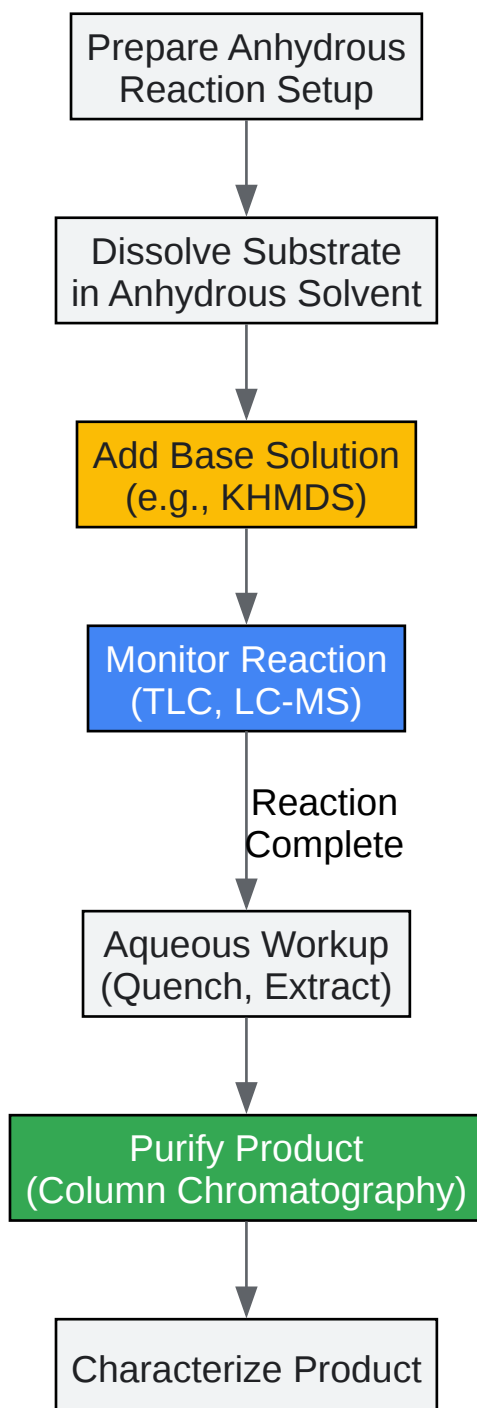 Prepare Anhydrous
Reaction Setup
Dissolve Substrate
in Anhydrous Solvent
Add Base Solution
(e.g., KHMDS)
Monitor Reaction
(TLC, LC-MS)
Reaction
Complete
Aqueous Workup
(Quench, Extract)
Purify Product
(Column Chromatography)
Characterize Product